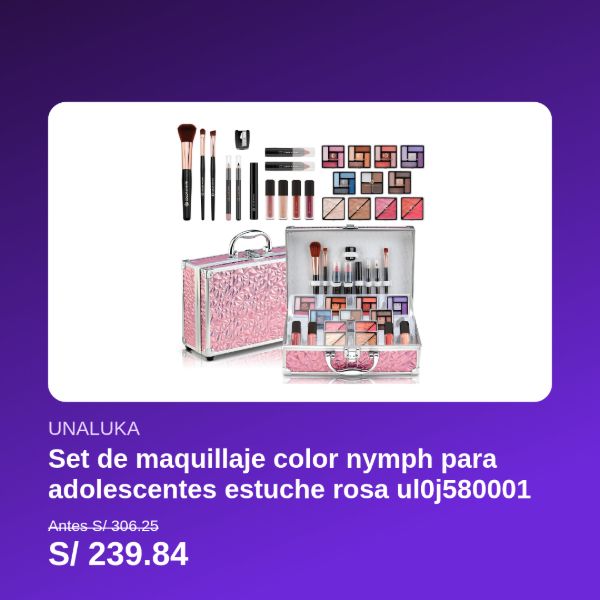 UNALUKA
Set de maquillaje color nymph para
adolescentes estuche rosa ul0j580001
Antes S/ 306.25
S/ 239.84